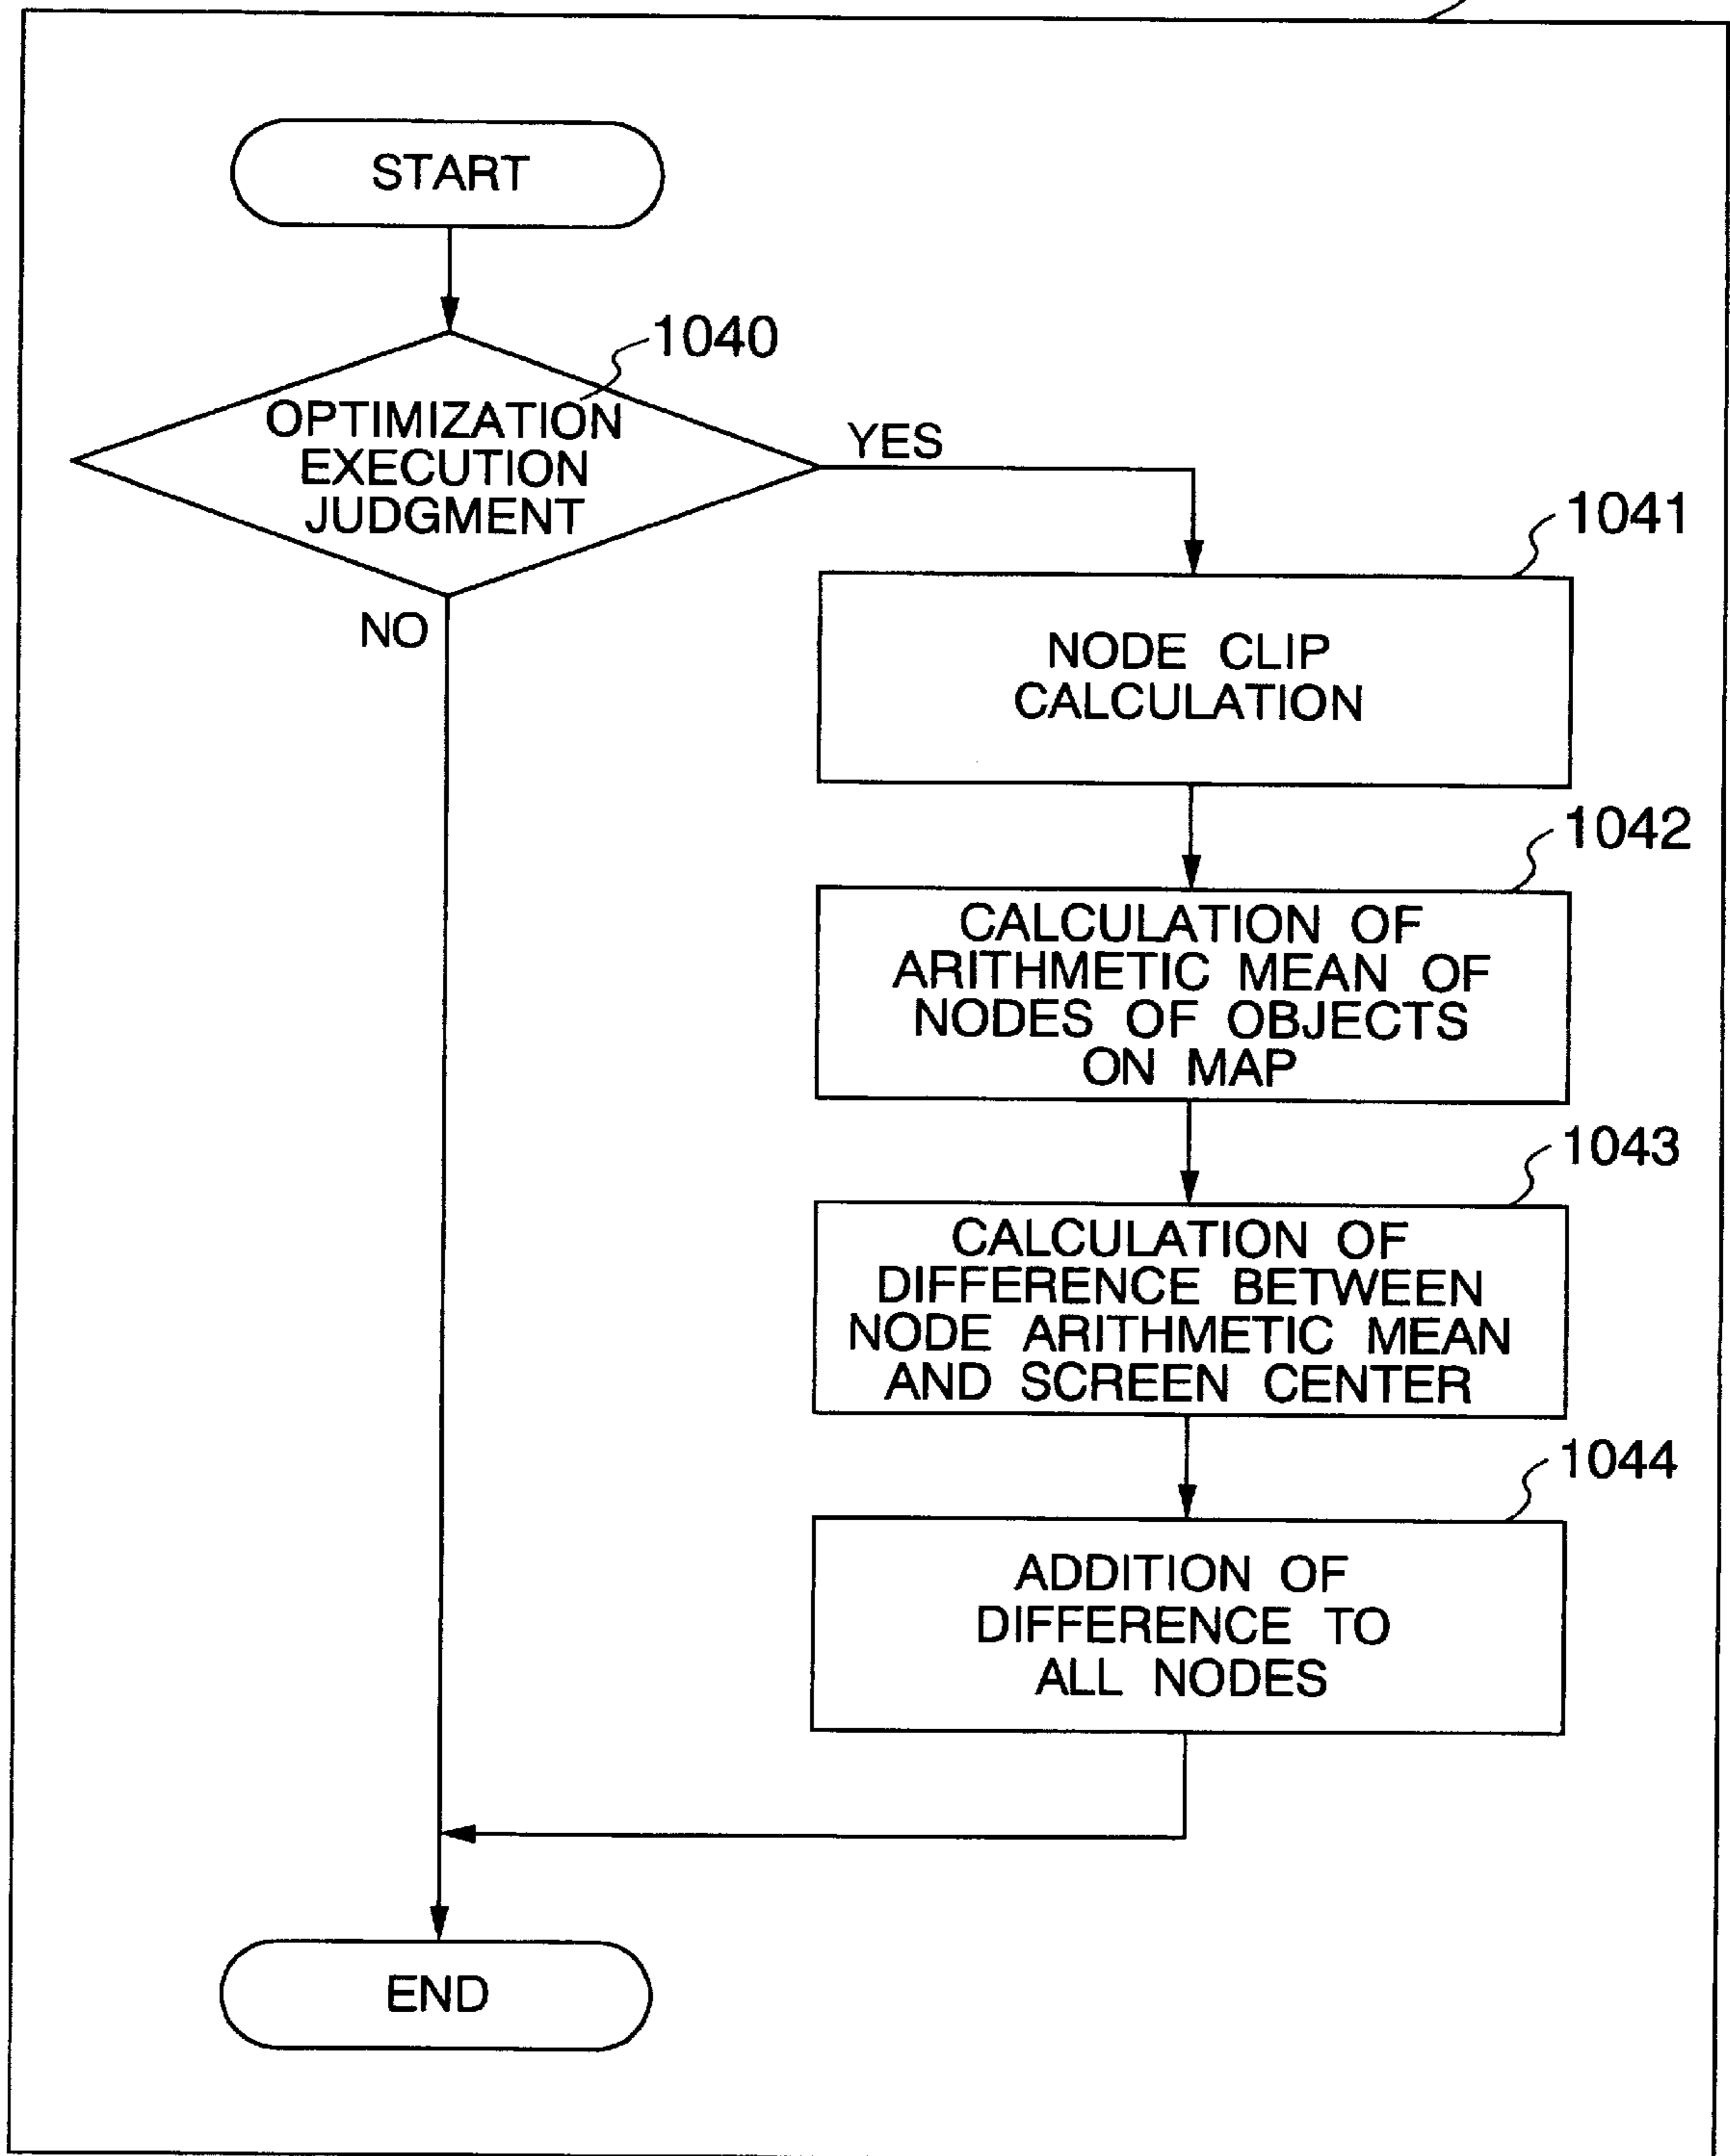 START
1040
OPTIMIZATION
EXECUTION
JUDGMENT
YES
NO
1041
NODE CLIP
CALCULATION
1042
CALCULATION OF
ARITHMETIC MEAN OF
NODES OF OBJECTS
ON MAP
1043
CALCULATION OF
DIFFERENCE BETWEEN
NODE ARITHMETIC MEAN
AND SCREEN CENTER
1044
ADDITION OF
DIFFERENCE TO
ALL NODES
END